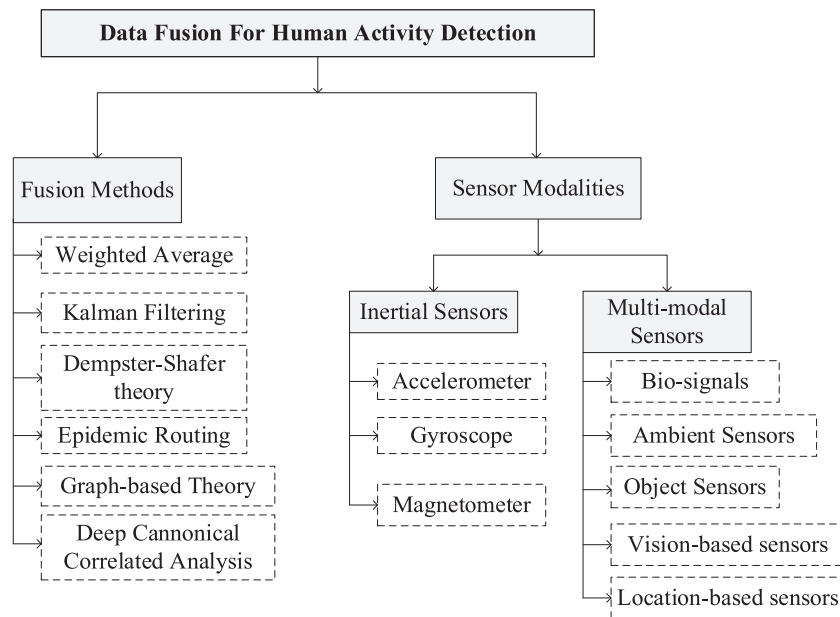 Data Fusion For Human Activity Detection
Fusion Methods
Weighted Average
Kalman Filtering
Dempster-Shafer
theory
Epidemic Routing
Graph-based Theory
Deep Cannonical
Correlated Analysis
Sensor Modalities
Inertial Sensors
Accelerometer
Gyroscope
Magnetometer
Multi-modal
Sensors
Bio-signals
Ambient Sensors
Object Sensors
Vision-based sensors
Location-based sensors